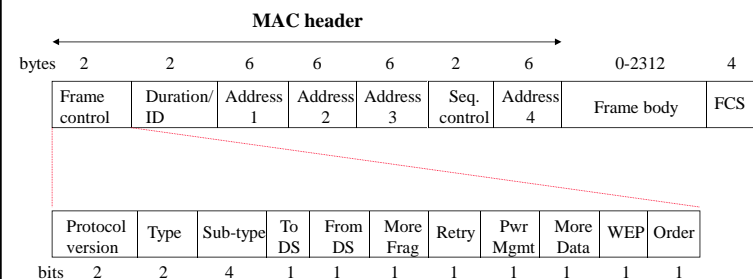 MAC header
bytes 2 2 6 6 6 2 6 0-2312 4
Frame control Duration/ ID Address 1 Address 2 Address 3 Seq. control Address 4 Frame body FCS
Protocol version Type Sub-type To DS From DS More Frag Retry Pwr Mgmt More Data WEP Order
bits 2 2 4 1 1 1 1 1 1 1 1